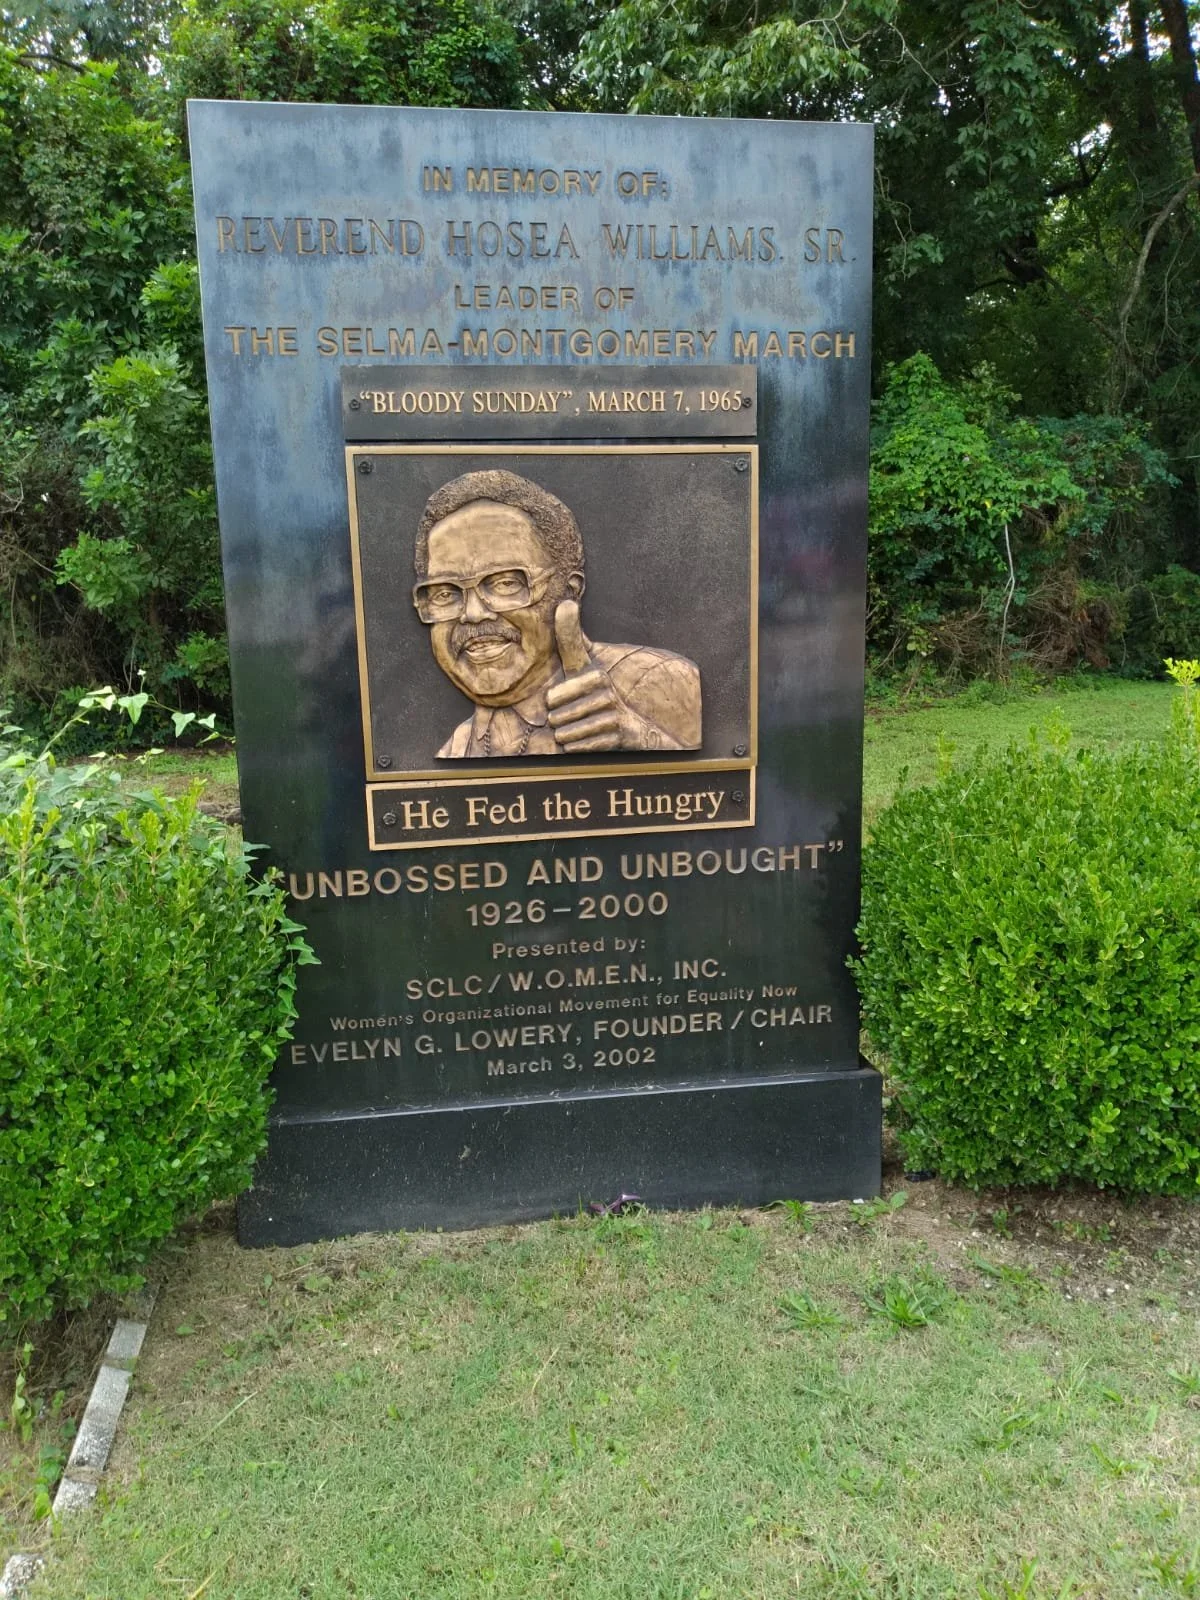 IN MEMORY OF:
REVEREND HOSEA WILLIAMS, SR.
LEADER OF
THE SELMA-MONTGOMERY MARCH
"BLOODY SUNDAY", MARCH 7, 1965
He Fed the Hungry
"UNBOSSED AND UNBOUGHT"
1926-2000
Presented by:
SCLC/W.O.M.E.N., INC.
Women's Organizational Movement for Equality Now
EVELYN G. LOWERY, FOUNDER/CHAIR
March 3, 2002